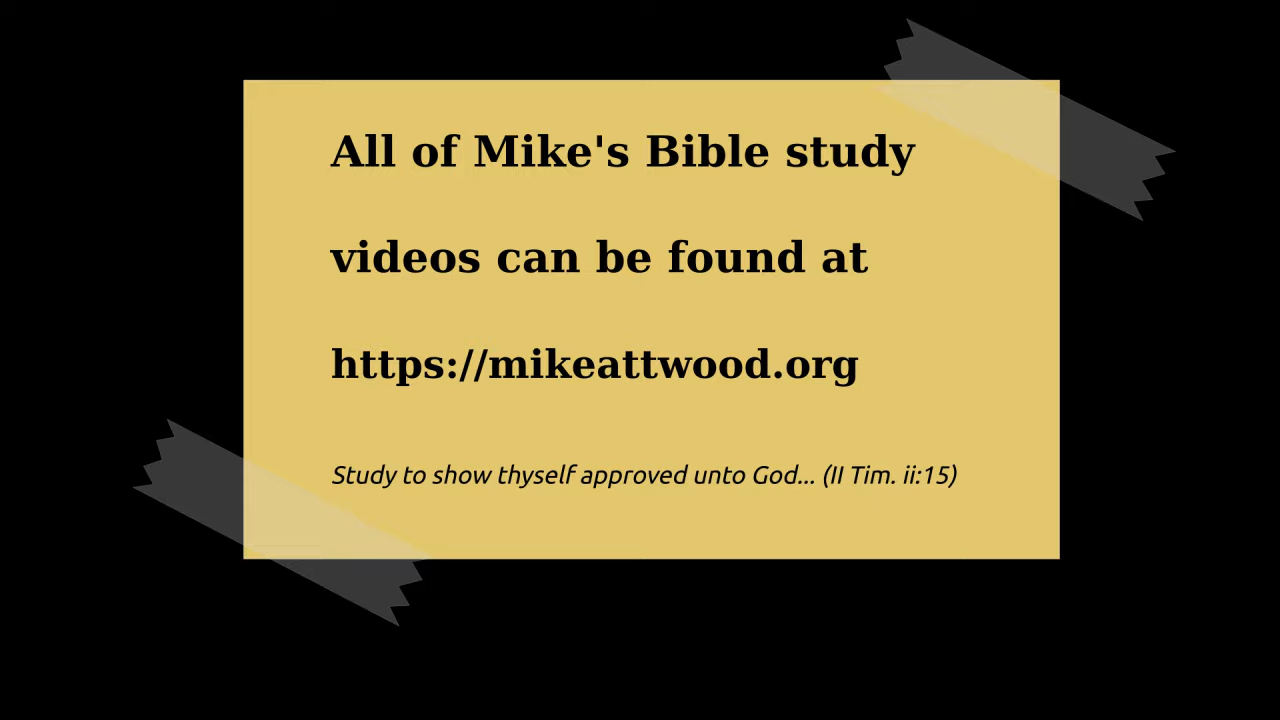 All of Mike's Bible study
videos can be found at
https://mikeattwood.org
Study to show thyself approved unto God... (II Tim. ii:15)